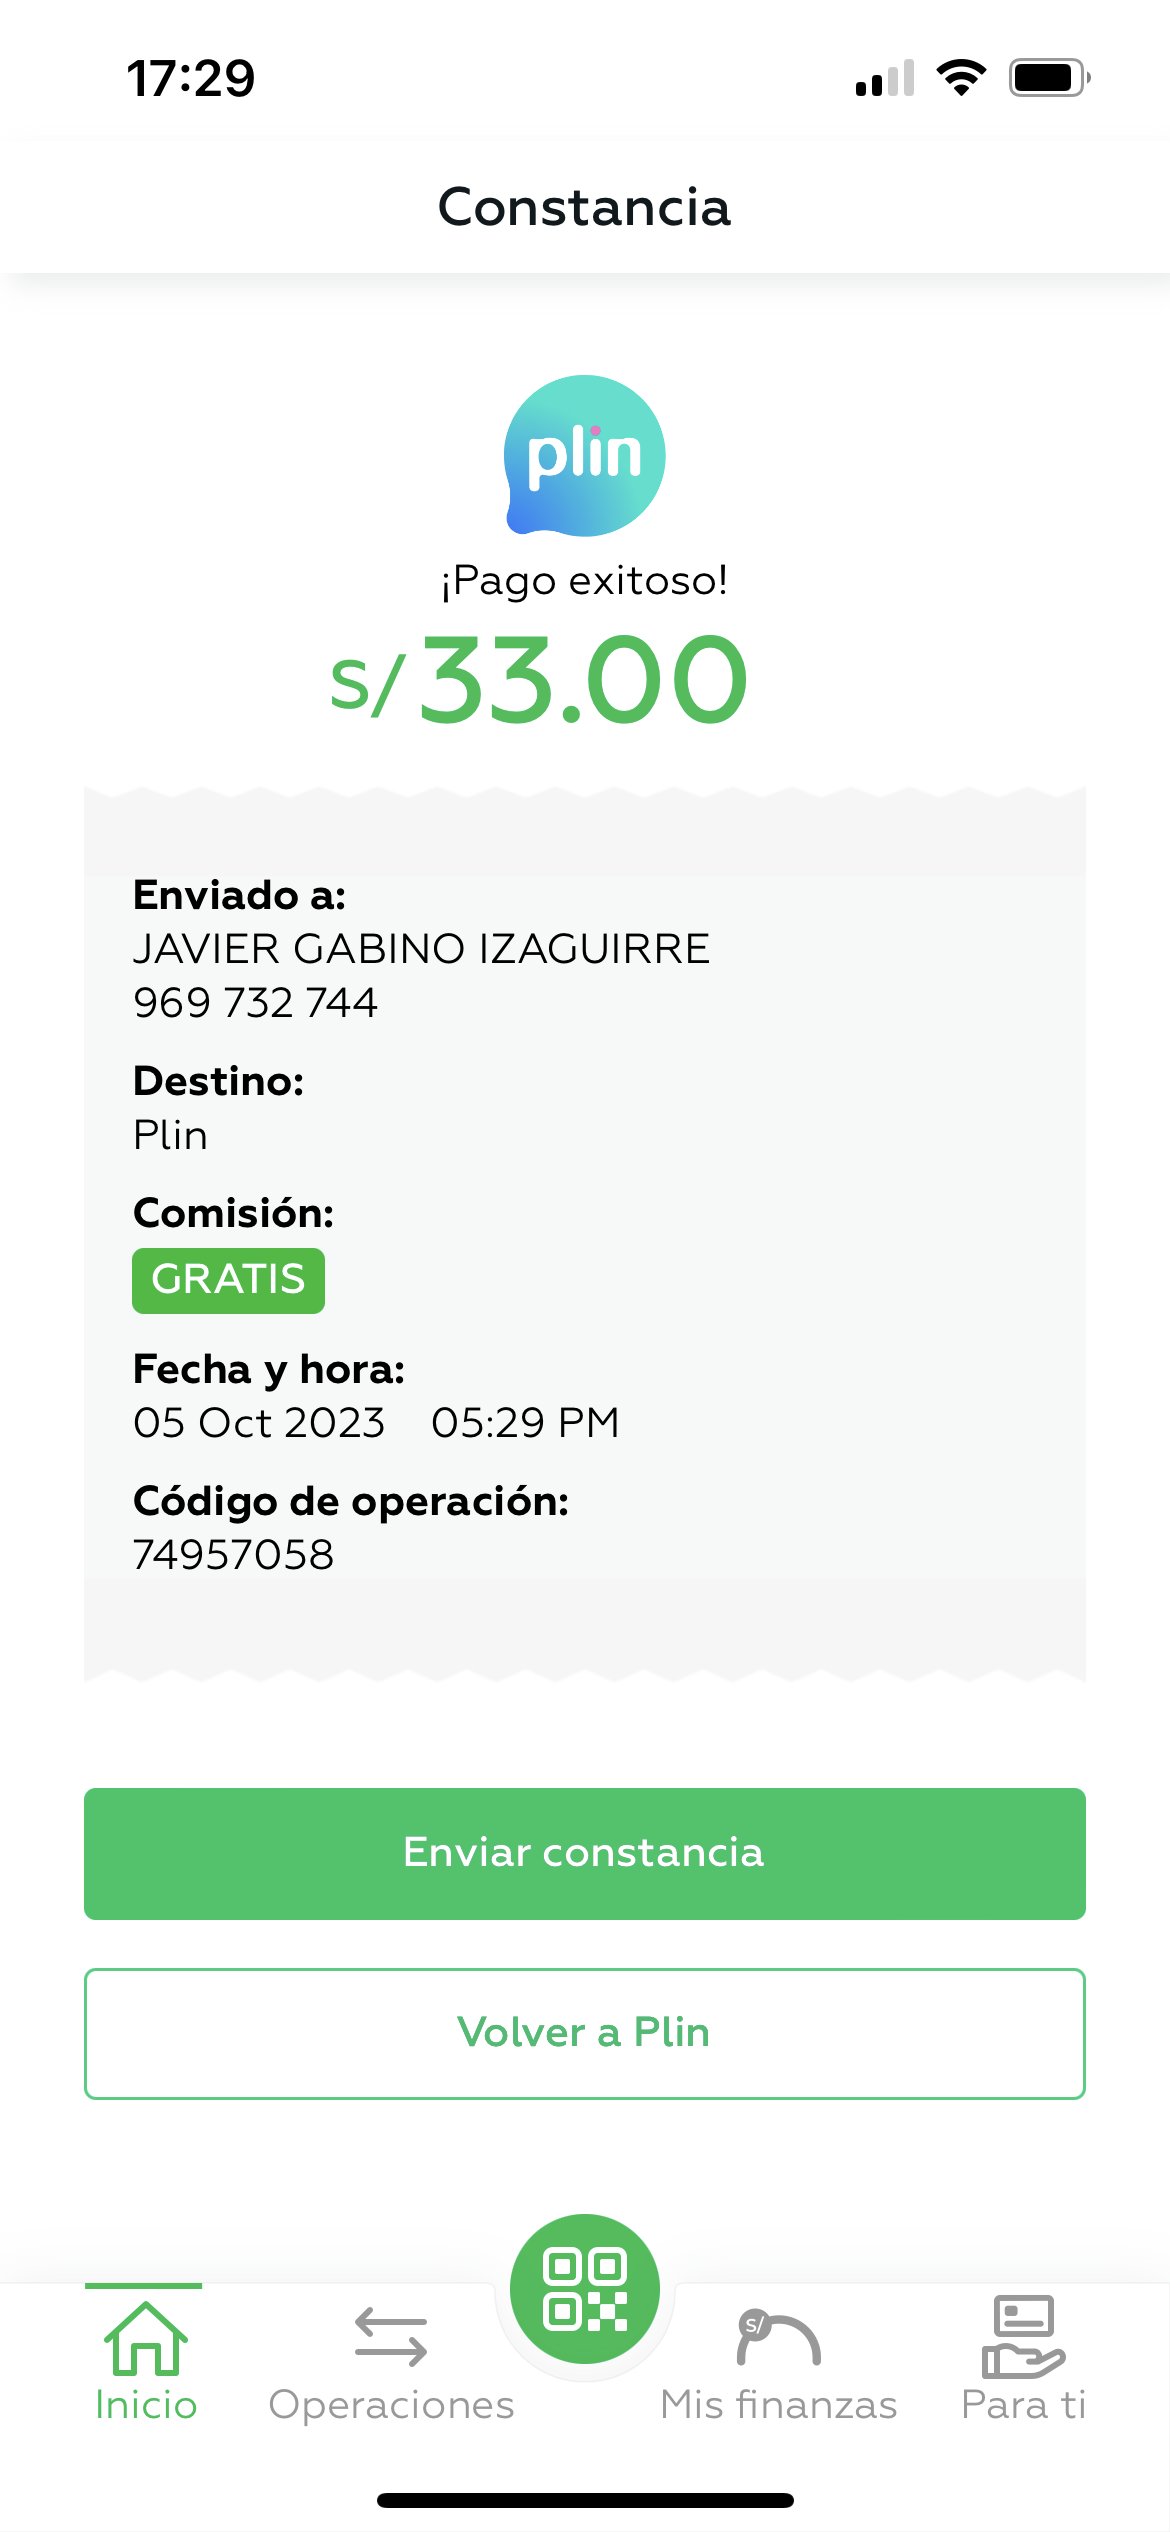 17:29
Constancia
plin
¡Pago exitoso!
S/33.00
Enviado a:
JAVIER GABINO IZAGUIRRE
969 732 744
Destino:
Plin
Comisión:
GRATIS
Fecha y hora:
05 Oct 2023 05:29 PM
Código de operación:
74957058
Enviar constancia
Volver a Plin
S/
Inicio Operaciones Mis finanzas Para ti